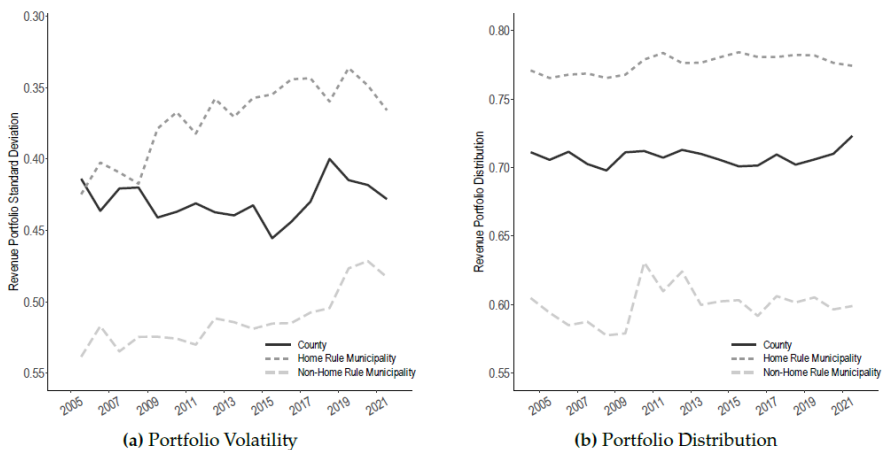 0.30
0.35
0.40
0.45
0.50
0.55
Revenue Portfolio Standard Deviation
County
Home Rule Municipality
Non-Home Rule Municipality
2005 2007 2009 2011 2013 2015 2017 2019 2021
(a) Portfolio Volatility
0.80
0.75
0.70
0.65
0.60
0.55
Revenue Portfolio Distribution
County
Home Rule Municipality
Non-Home Rule Municipality
2005 2007 2009 2011 2013 2015 2017 2019 2021
(b) Portfolio Distribution